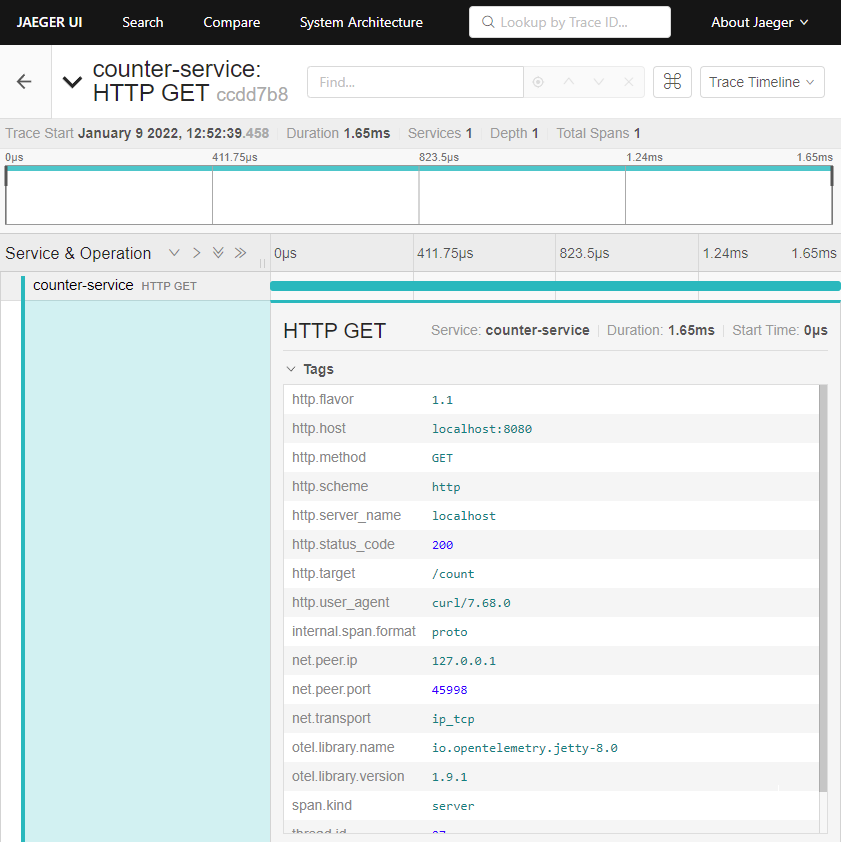 JAEGER UI Search Compare System Architecture Lookup by Trace ID... About Jaeger
counter-service:
HTTP GET ccdd7b8 Find... ⌘ Trace Timeline
Trace Start January 9 2022, 12:52:39.458 Duration 1.65ms Services 1 Depth 1 Total Spans 1
0μs 411.75μs 823.5μs 1.24ms 1.65ms
Service & Operation 0μs 411.75μs 823.5μs 1.24ms 1.65ms
counter-service HTTP GET
HTTP GET Service: counter-service Duration: 1.65ms Start Time: 0μs
Tags
http.flavor 1.1
http.host localhost:8080
http.method GET
http.scheme http
http.server_name localhost
http.status_code 200
http.target /count
http.user_agent curl/7.68.0
internal.span.format proto
net.peer.ip 127.0.0.1
net.peer.port 45998
net.transport ip_tcp
otel.library.name io.opentelemetry.jetty-8.0
otel.library.version 1.9.1
span.kind server
thread.id